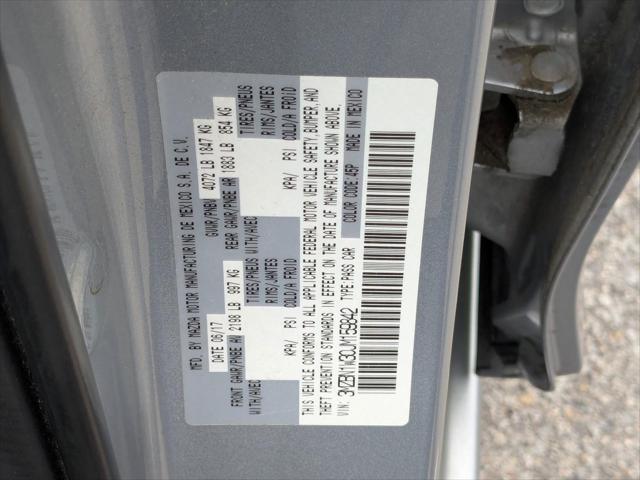 MFD. BY MAZDA MOTOR MANUFACTURING DE MEXICO S.A. DE C.V.
DATE 06/17 GVWR/PNBV 4072 LB 1847 KG
FRONT GAWR/PNBE AV 2198 LB 997 KG REAR GAWR/PNBE AR 1883 LB 854 KG
WITH/AVEC TIRES/PNEUS WITH/AVEC TIRES/PNEUS
RIMS/JANTES RIMS/JANTES
KPA/ PSI COLD/A FROID KPA/ PSI COLD/A FROID
THIS VEHICLE CONFORMS TO ALL APPLICABLE FEDERAL MOTOR VEHICLE SAFETY, BUMPER, AND
THEFT PREVENTION STANDARDS IN EFFECT ON THE DATE OF MANUFACTURE SHOWN ABOVE.
VIN: 3MZBN1W30JM159842 TYPE: PASS. CAR COLOR CODE: 45P MADE IN MEXICO